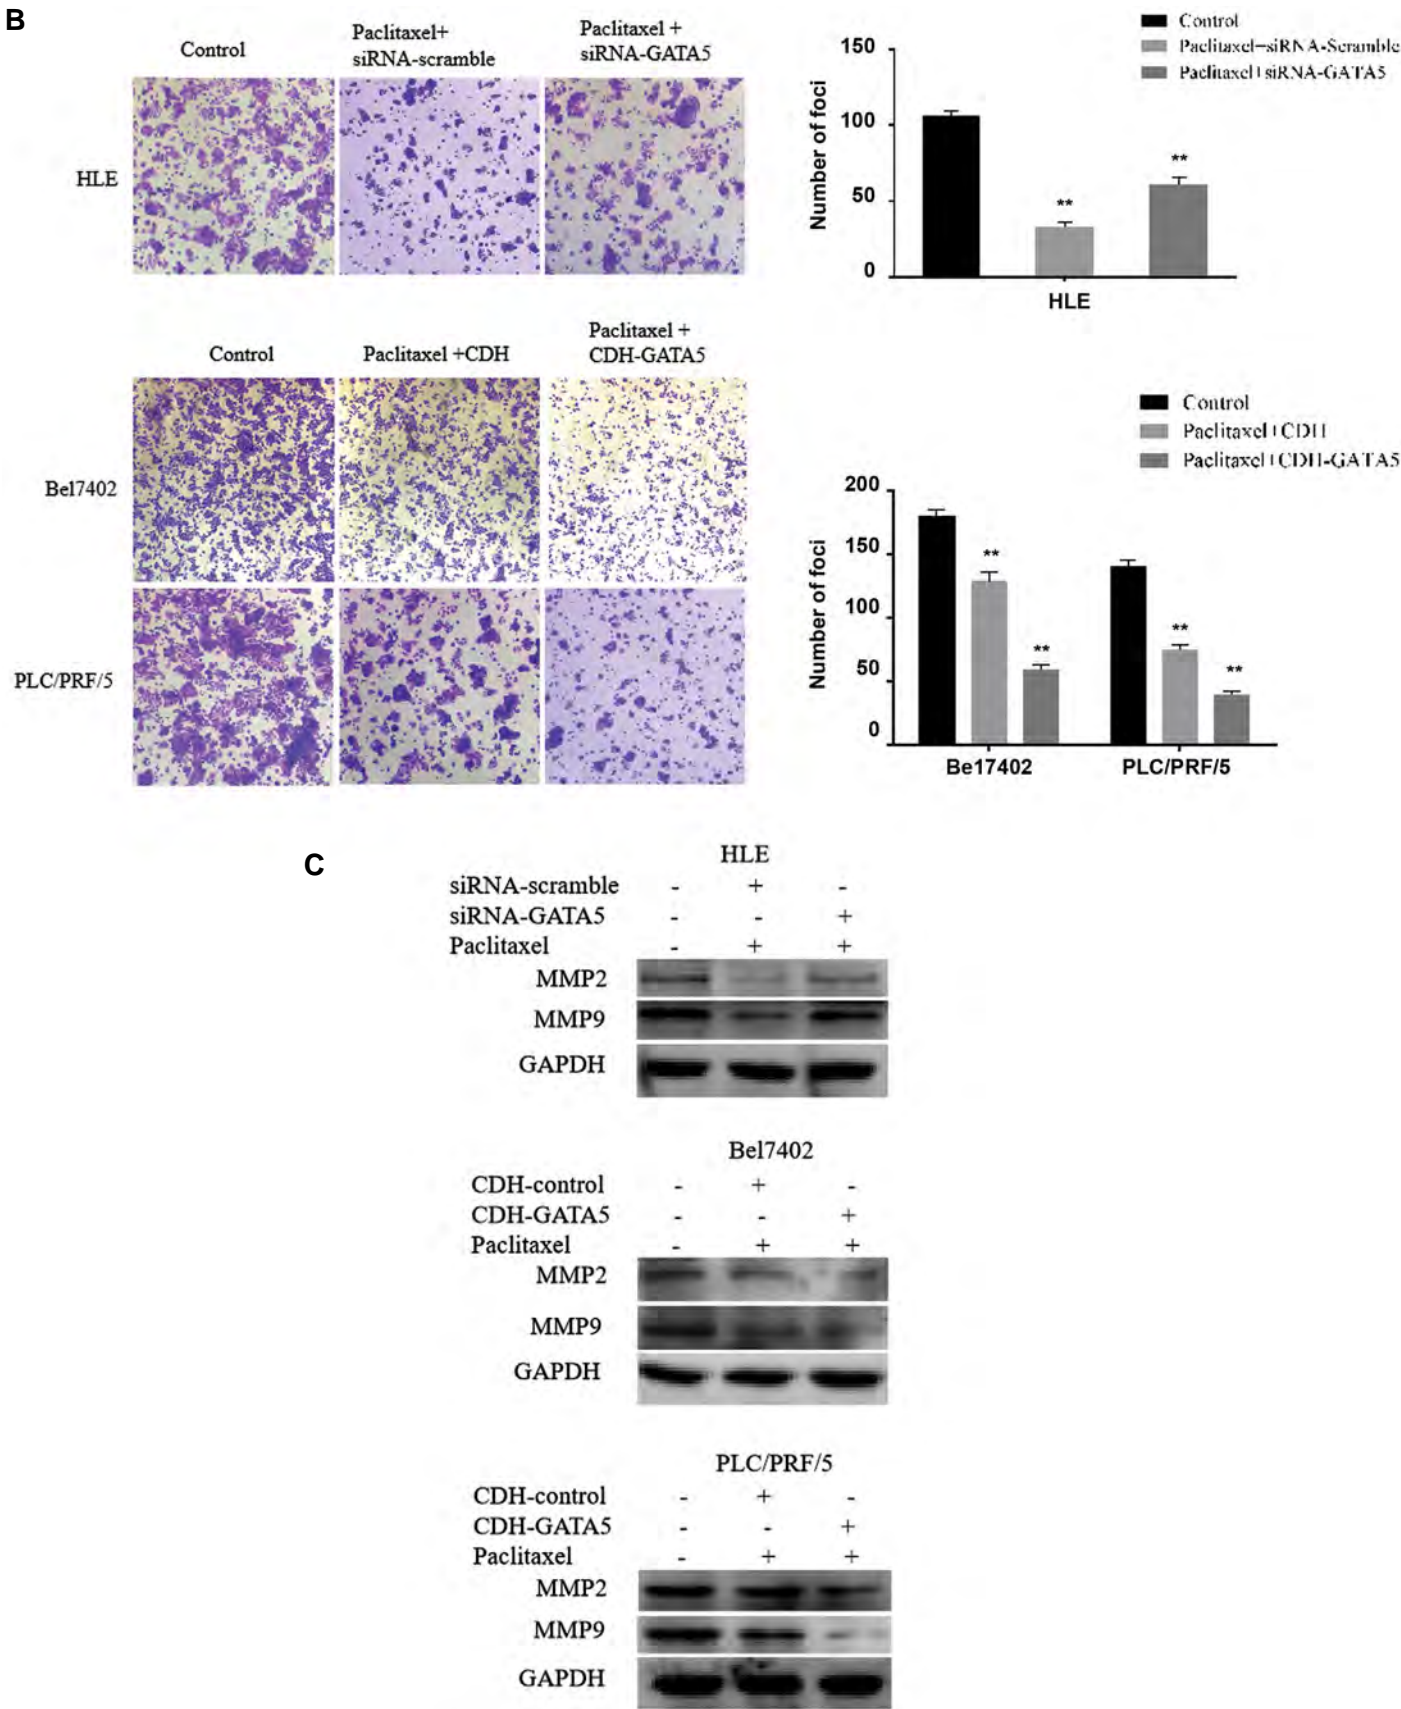 B
Control
Paclitaxel+
siRNA-scramble
Paclitaxel +
siRNA-GATA5
HLE
Control
Paclitaxel+siRNA-Scramble
Paclitaxel+siRNA-GATA5
Number of foci
150
100
50
0
**
**
HLE
Control
Paclitaxel +CDH
Paclitaxel +
CDH-GATA5
Bel7402
PLC/PRF/5
Control
Paclitaxel+CDH
Paclitaxel+CDH-GATA5
Number of foci
200
150
100
50
0
**
**
**
**
Be17402
PLC/PRF/5
C
HLE
siRNA-scramble - + -
siRNA-GATA5 - - +
Paclitaxel - + +
MMP2
MMP9
GAPDH
Bel7402
CDH-control - + -
CDH-GATA5 - - +
Paclitaxel - + +
MMP2
MMP9
GAPDH
PLC/PRF/5
CDH-control - + -
CDH-GATA5 - - +
Paclitaxel - + +
MMP2
MMP9
GAPDH